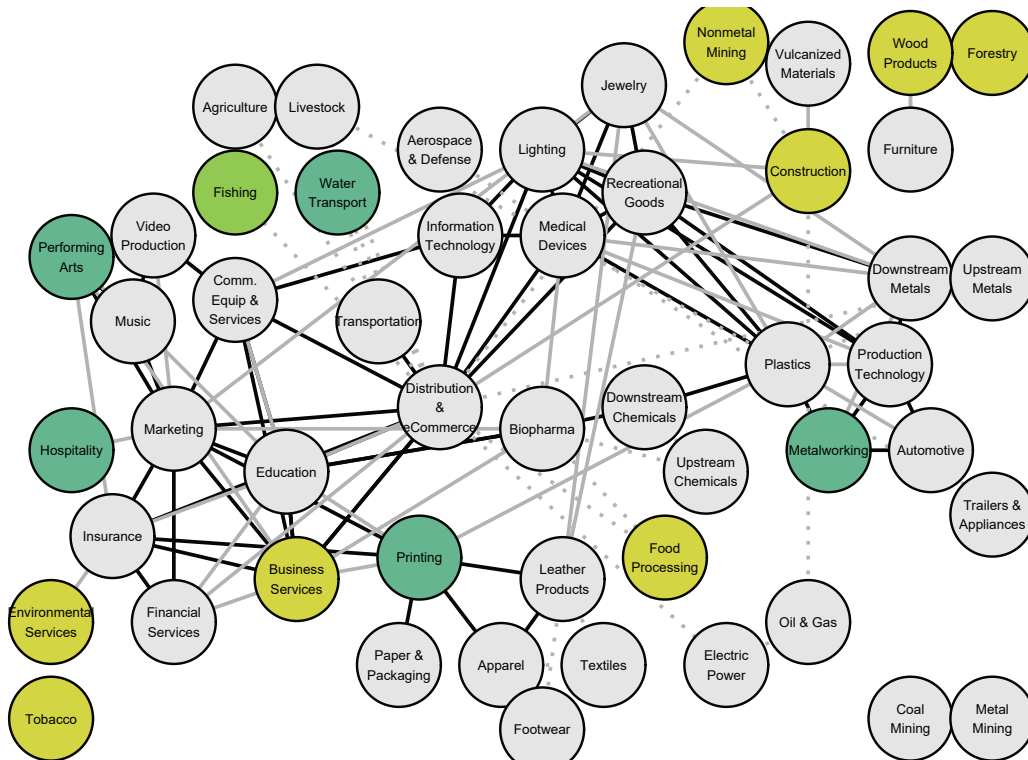 Nonmetal
Mining
Vulcanized
Materials
Wood
Products
Forestry
Jewelry
Agriculture
Livestock
Aerospace
& Defense
Lighting
Furniture
Construction
Fishing
Water
Transport
Recreational
Goods
Video
Production
Information
Technology
Medical
Devices
Performing
Arts
Comm.
Equip &
Services
Downstream
Metals
Upstream
Metals
Music
Transportation
Plastics
Production
Technology
Distribution
&
eCommerce
Downstream
Chemicals
Marketing
Biopharma
Hospitality
Metalworking
Automotive
Education
Upstream
Chemicals
Trailers &
Appliances
Insurance
Printing
Food
Processing
Business
Services
Leather
Products
Environmental
Services
Financial
Services
Oil & Gas
Paper &
Packaging
Apparel
Textiles
Electric
Power
Tobacco
Footwear
Coal
Mining
Metal
Mining